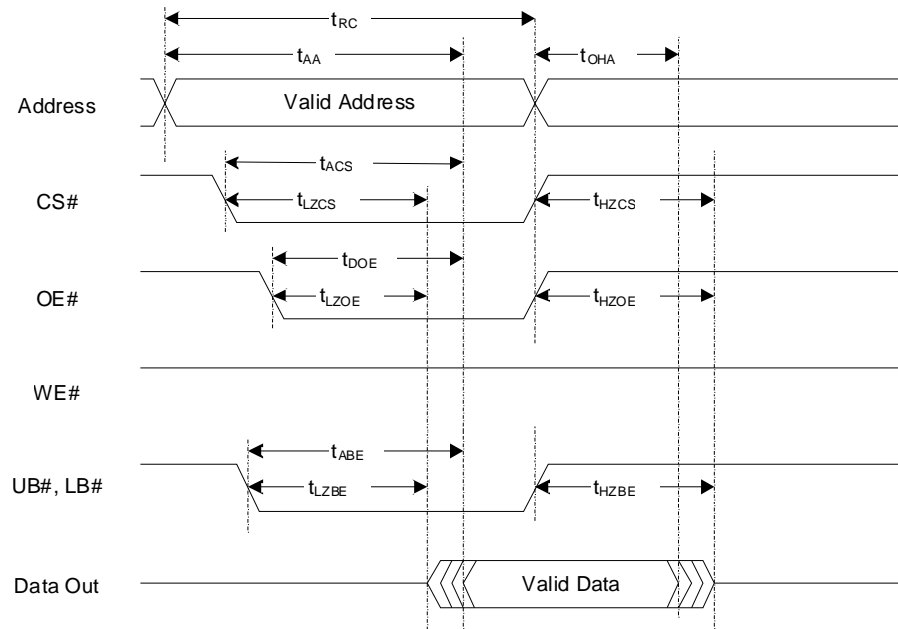 tRC
tAA
tOHA
Address
Valid Address
tACS
CS#
tLZCS
tHZCS
tDOE
OE#
tLZOE
tHZOE
WE#
tABE
UB#, LB#
tLZBE
tHZBE
Data Out
Valid Data